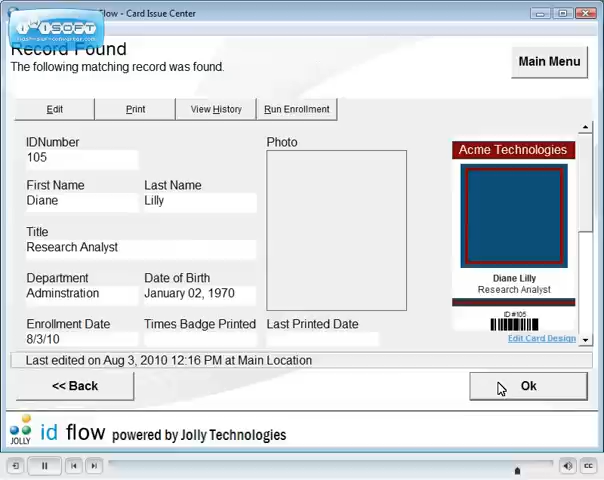 Flow - Card Issue Center
Record Found
The following matching record was found.
Main Menu
Edit
Print
View History
Run Enrollment
IDNumber
105
Photo
Acme Technologies
First Name
Last Name
Diane
Lilly
Title
Research Analyst
Department
Date of Birth
Adminstration
January 02, 1970
Diane Lilly
Research Analyst
ID #105
Enrollment Date
Times Badge Printed
Last Printed Date
8/3/10
Edit Card Design
Last edited on Aug 3, 2010 12:16 PM at Main Location
<< Back
Ok
JOLLY
id flow powered by Jolly Technologies
CC